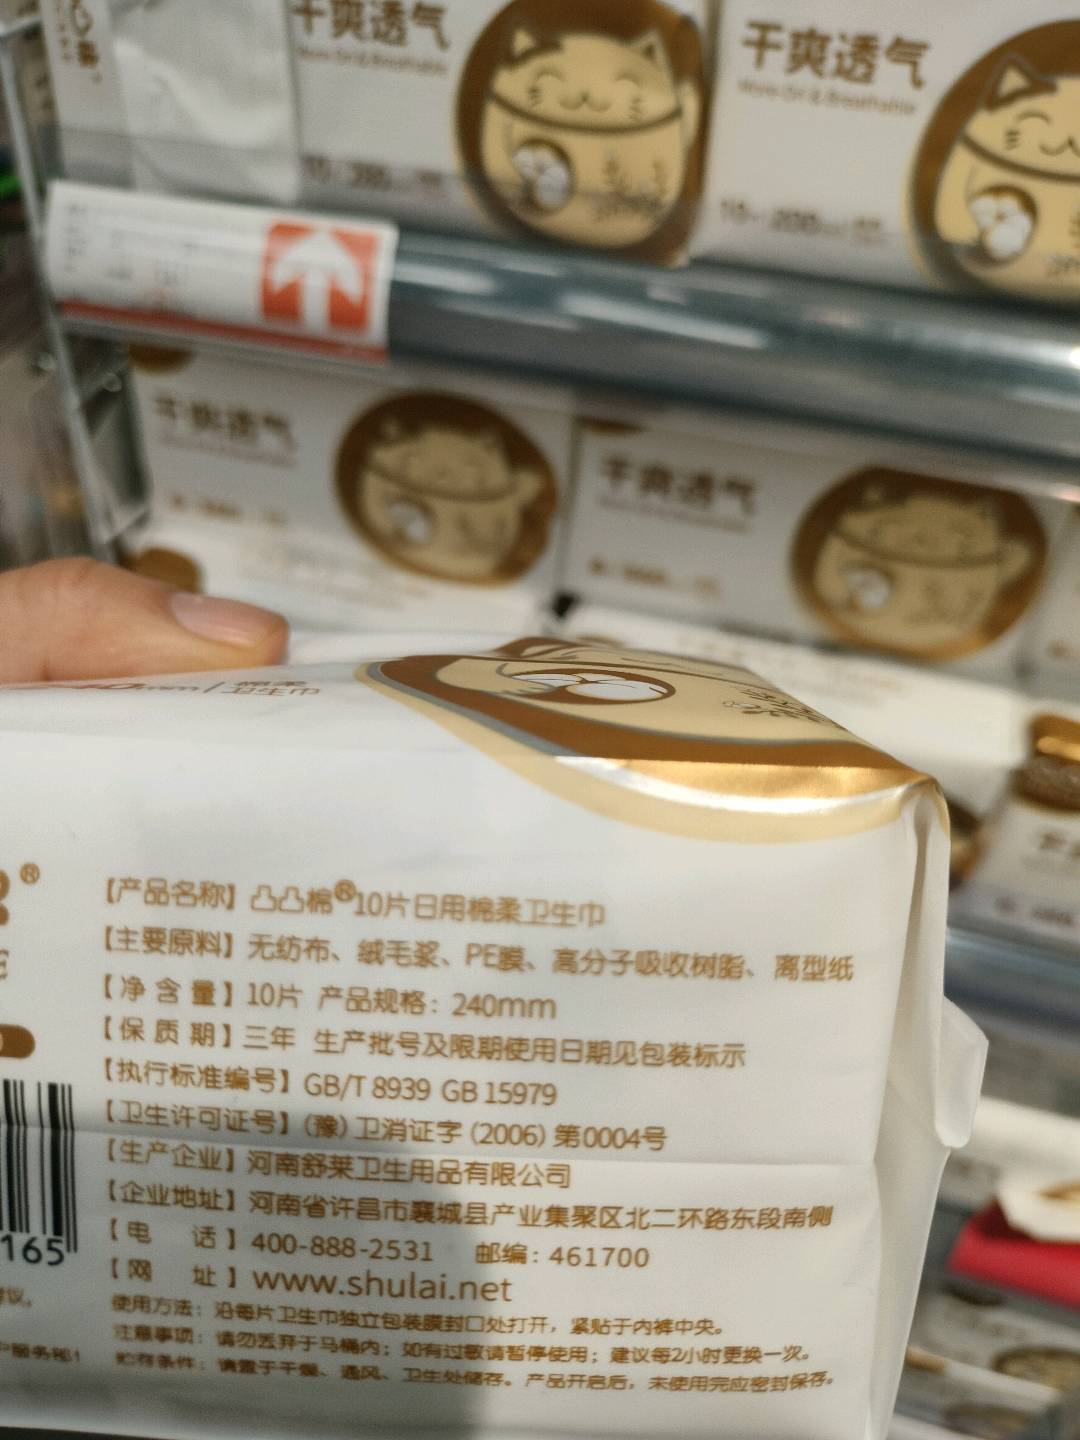 干爽透气
干爽透气
More Dri & Breathable
干爽透气
干爽透气
棉柔
卫生巾
®
【产品名称】凸凸棉®10片日用棉柔卫生巾
【主要原料】无纺布、绒毛浆、PE膜、高分子吸收树脂、离型纸
【净含量】10片 产品规格：240mm
【保质期】三年 生产批号及限期使用日期见包装标示
【执行标准编号】GB/T 8939 GB 15979
【卫生许可证号】(豫)卫消证字(2006)第0004号
【生产企业】河南舒莱卫生用品有限公司
【企业地址】河南省许昌市襄城县产业集聚区北二环路东段南侧
【电 话】400-888-2531 邮编：461700
【网 址】www.shulai.net
使用方法：沿每片卫生巾独立包装膜封口处打开，紧贴于内裤中央。
注意事项：请勿丢弃于马桶内；如有过敏请暂停使用；建议每2小时更换一次。
贮存条件：请置于干燥、通风、卫生处储存。产品开启后，未使用完应密封保存。
165